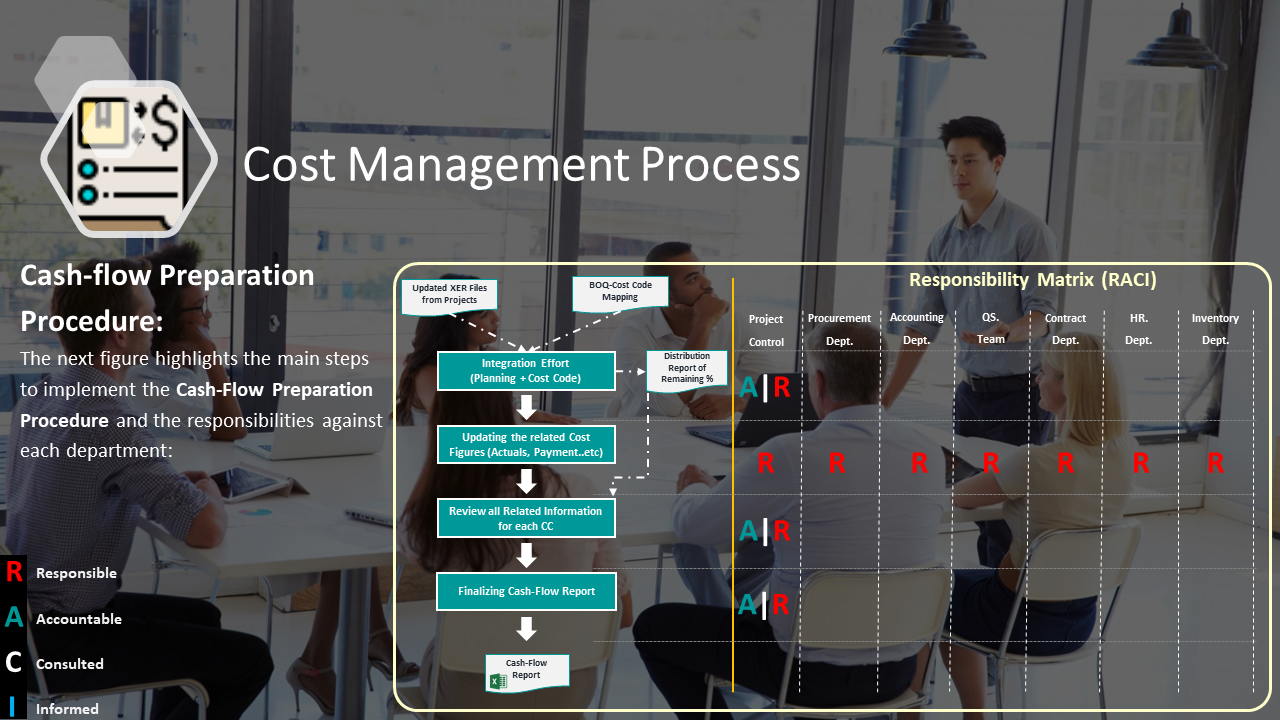 Cost Management Process
Cash-flow Preparation
Procedure:
The next figure highlights the main steps
to implement the Cash-Flow Preparation
Procedure and the responsibilities against
each department:
R Responsible
A Accountable
C Consulted
I Informed
Updated XER Files
from Projects
BOQ-Cost Code
Mapping
Integration Effort
(Planning + Cost Code)
Distribution
Report of
Remaining %
Updating the related Cost
Figures (Actuals, Payment..etc)
Review all Related Information
for each CC
Finalizing Cash-Flow Report
Cash-Flow
Report
Responsibility Matrix (RACI)
Project
Control
Procurement
Dept.
Accounting
Dept.
QS.
Team
Contract
Dept.
HR.
Dept.
Inventory
Dept.
A|R
R R R R R R R
A|R
A|R